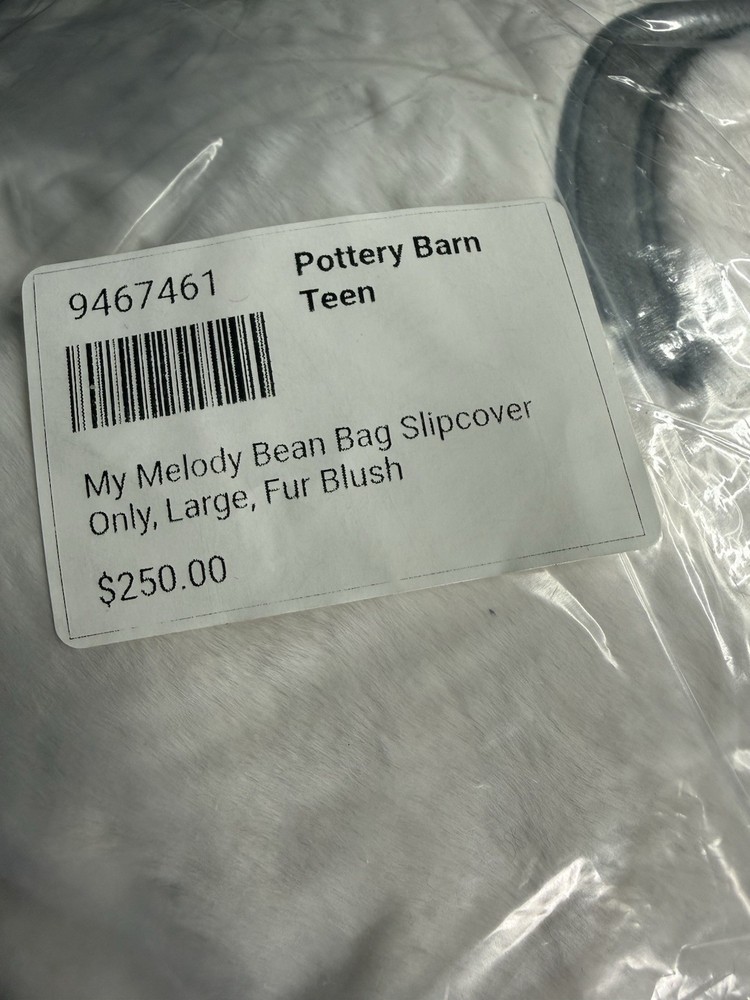 9467461
Pottery Barn
Teen
My Melody Bean Bag Slipcover
Only, Large, Fur Blush
$250.00